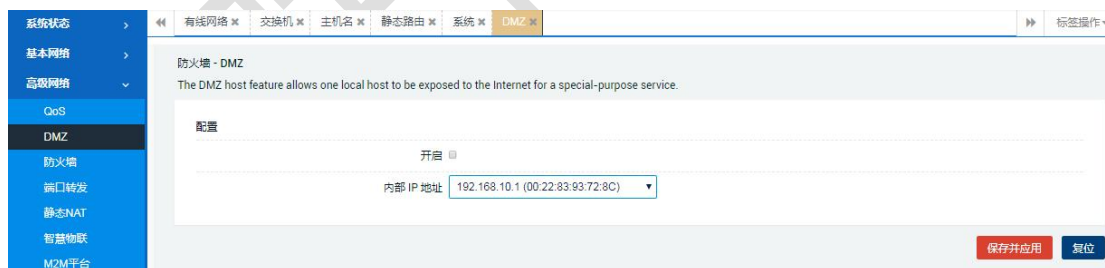 系统状态
基本网络
高级网络
QoS
DMZ
防火墙
端口转发
静态NAT
智慧物联
M2M平台
有线网络 × 交换机 × 主机名 × 静态路由 × 系统 × DMZ × 标签操作
防火墙 - DMZ
The DMZ host feature allows one local host to be exposed to the Internet for a special-purpose service.
配置
开启
内部 IP 地址 192.168.10.1 (00:22:83:93:72:8C)
保存并应用 复位